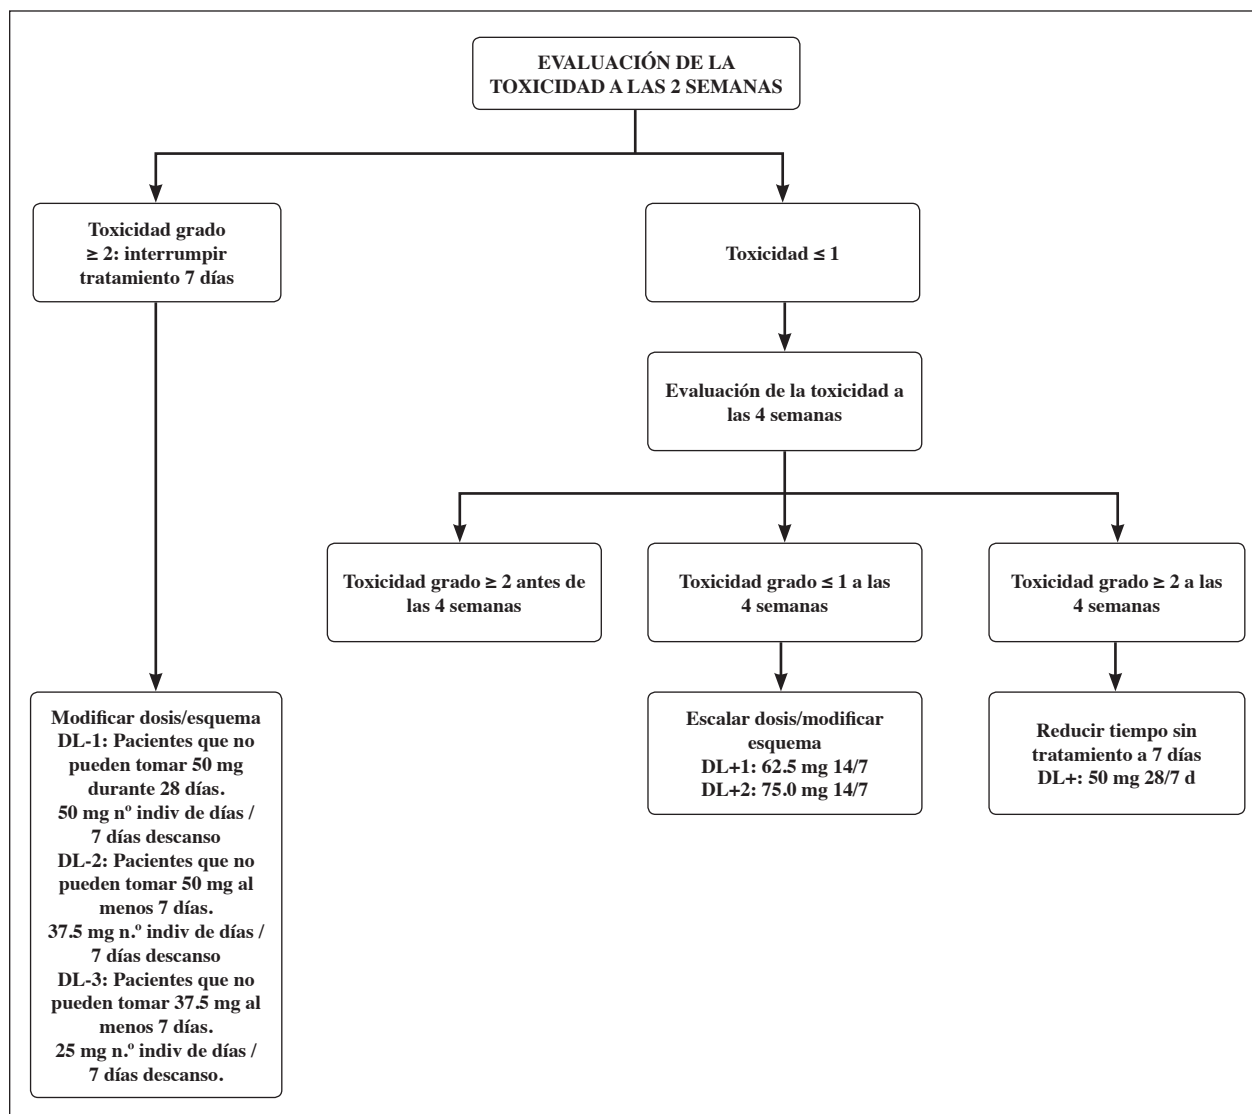 EVALUACIÓN DE LA
TOXICIDAD A LAS 2 SEMANAS
Toxicidad grado
≥ 2: interrumpir
tratamiento 7 días
Toxicidad ≤ 1
Evaluación de la toxicidad a
las 4 semanas
Toxicidad grado ≥ 2 antes de
las 4 semanas
Toxicidad grado ≤ 1 a las
4 semanas
Toxicidad grado ≥ 2 a las
4 semanas
Modificar dosis/esquema
DL-1: Pacientes que no
pueden tomar 50 mg
durante 28 días.
50 mg nº indiv de días /
7 días descanso
DL-2: Pacientes que no
pueden tomar 50 mg al
menos 7 días.
37.5 mg n.º indiv de días /
7 días descanso
DL-3: Pacientes que no
pueden tomar 37.5 mg al
menos 7 días.
25 mg n.º indiv de días /
7 días descanso.
Escalar dosis/modificar
esquema
DL+1: 62.5 mg 14/7
DL+2: 75.0 mg 14/7
Reducir tiempo sin
tratamiento a 7 días
DL+: 50 mg 28/7 d